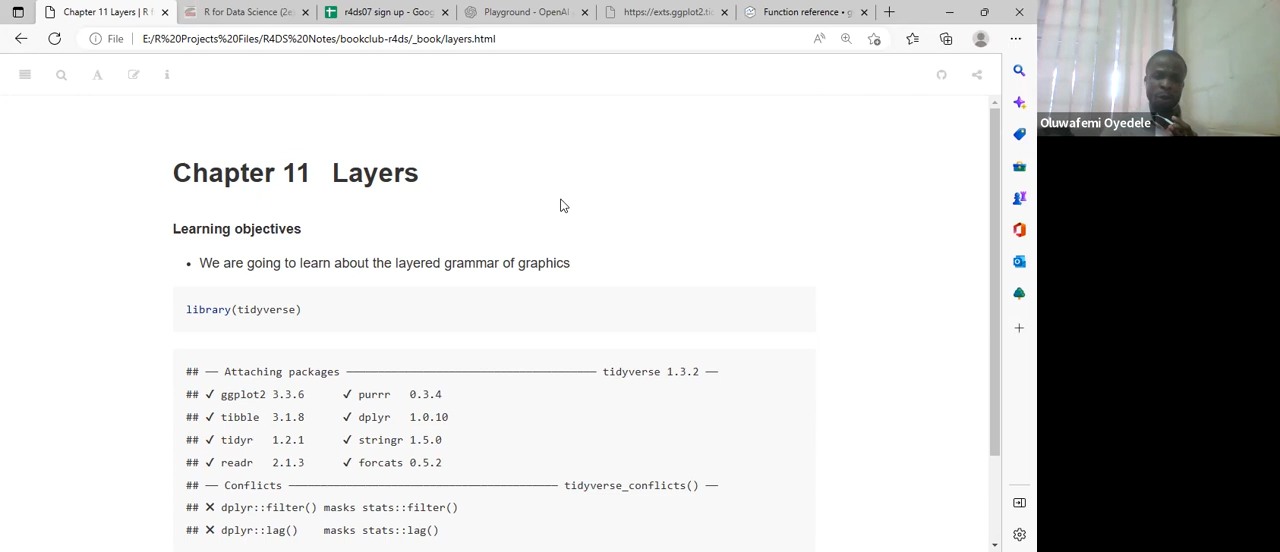 Chapter 11 Layers | R f
R for Data Science (2e
r4ds07 sign up - Goog
Playground - OpenAI
https://exts.ggplot2.ti
Function reference • g
File
E:/R%20Projects%20Files/R4DS%20Notes/bookclub-r4ds/_book/layers.html
Oluwafemi Oyedele
Chapter 11 Layers
Learning objectives
• We are going to learn about the layered grammar of graphics
library(tidyverse)
## ── Attaching packages ─────────────────────────────────────── tidyverse 1.3.2 ──
## ✔ ggplot2 3.3.6 ✔ purrr 0.3.4
## ✔ tibble 3.1.8 ✔ dplyr 1.0.10
## ✔ tidyr 1.2.1 ✔ stringr 1.5.0
## ✔ readr 2.1.3 ✔ forcats 0.5.2
## ── Conflicts ────────────────────────────────────────── tidyverse_conflicts() ──
## ✖ dplyr::filter() masks stats::filter()
## ✖ dplyr::lag() masks stats::lag()